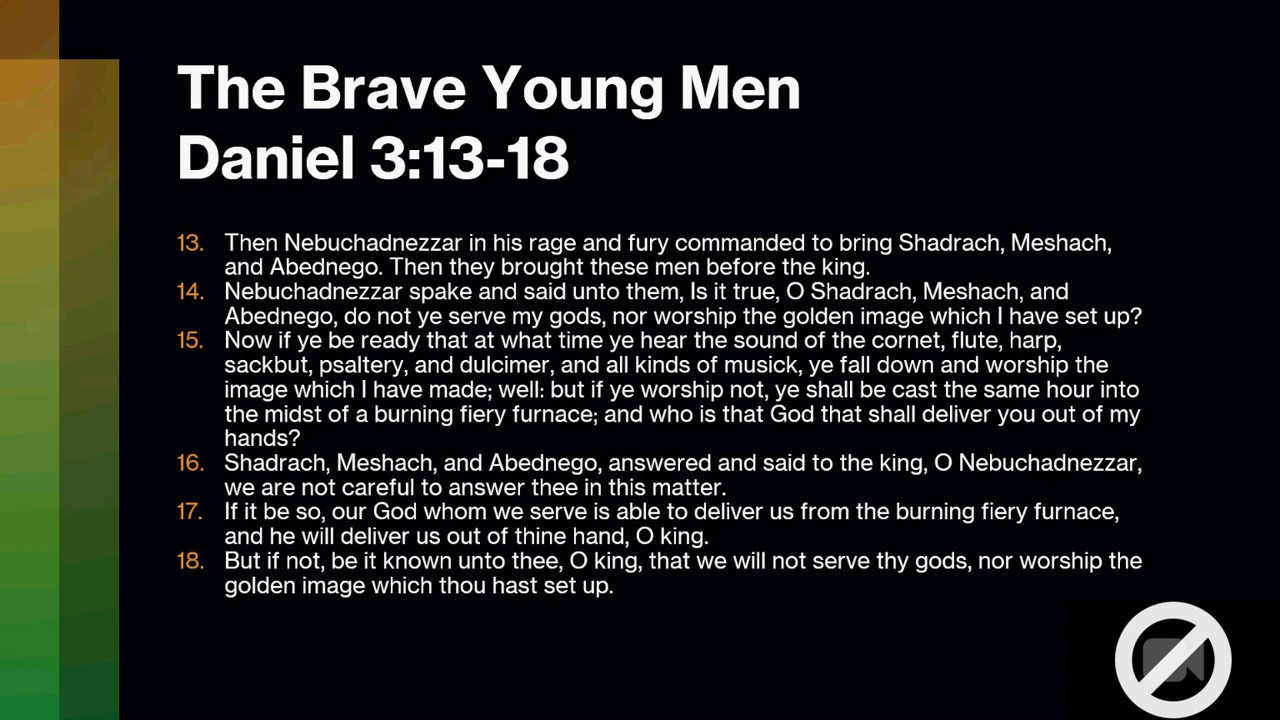 The Brave Young Men
Daniel 3:13-18
13. Then Nebuchadnezzar in his rage and fury commanded to bring Shadrach, Meshach,
and Abednego. Then they brought these men before the king.
14. Nebuchadnezzar spake and said unto them, Is it true, O Shadrach, Meshach, and
Abednego, do not ye serve my gods, nor worship the golden image which I have set up?
15. Now if ye be ready that at what time ye hear the sound of the cornet, flute, harp,
sackbut, psaltery, and dulcimer, and all kinds of musick, ye fall down and worship the
image which I have made; well: but if ye worship not, ye shall be cast the same hour into
the midst of a burning fiery furnace; and who is that God that shall deliver you out of my
hands?
16. Shadrach, Meshach, and Abednego, answered and said to the king, O Nebuchadnezzar,
we are not careful to answer thee in this matter.
17. If it be so, our God whom we serve is able to deliver us from the burning fiery furnace,
and he will deliver us out of thine hand, O king.
18. But if not, be it known unto thee, O king, that we will not serve thy gods, nor worship the
golden image which thou hast set up.